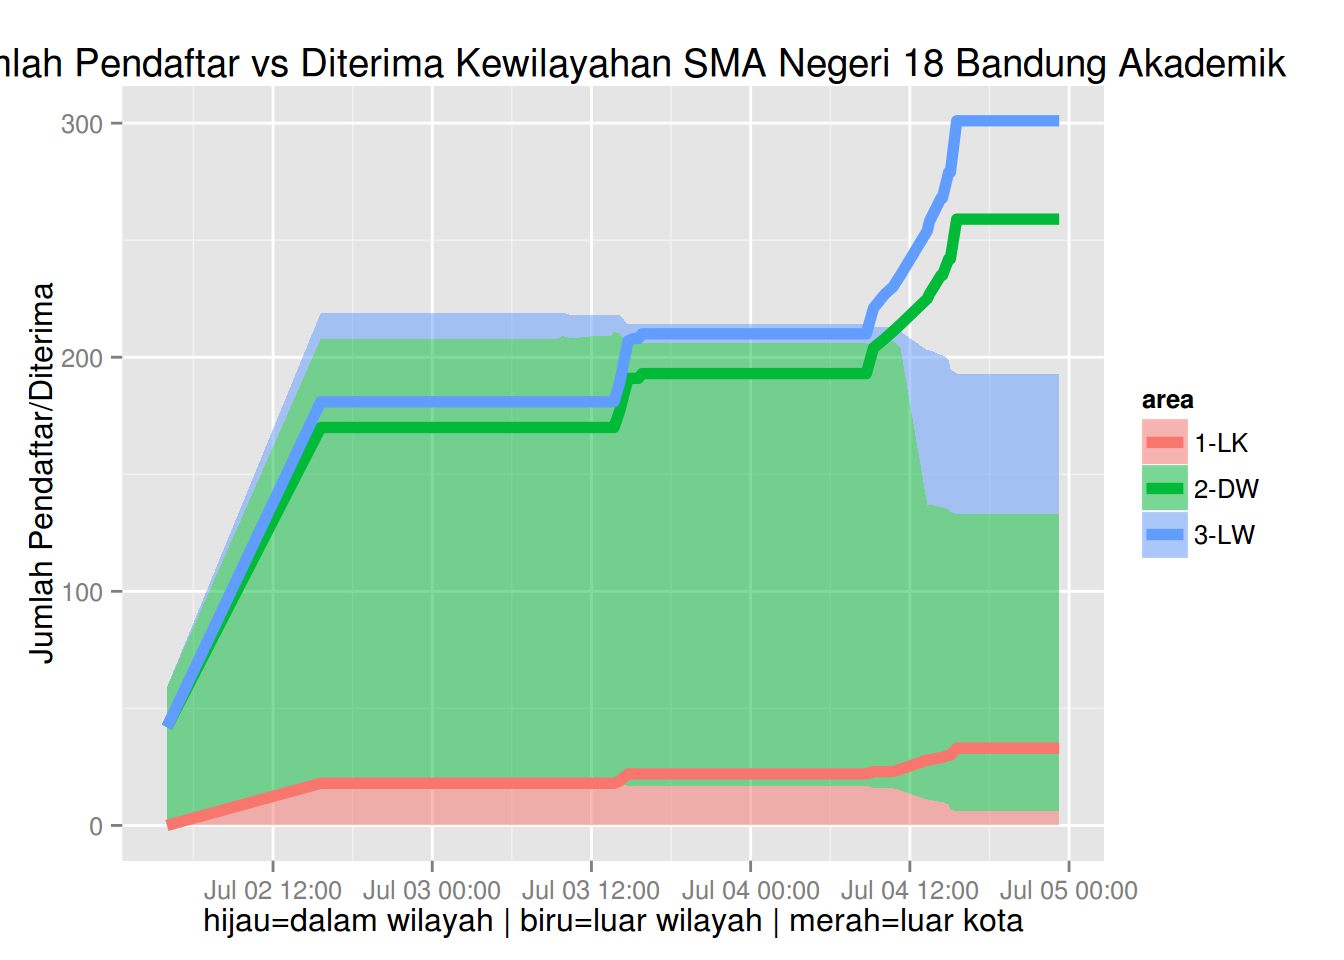 Pendaftar vs Diterima Kewilayahan SMA Negeri 18 Bandung Akademik
Jumlah Pendaftar/Diterima
300
200
100
0
area
1-LK
2-DW
3-LW
Jul 02 12:00
Jul 03 00:00
Jul 03 12:00
Jul 04 00:00
Jul 04 12:00
Jul 05 00:00
hijau=dalam wilayah | biru=luar wilayah | merah=luar kota